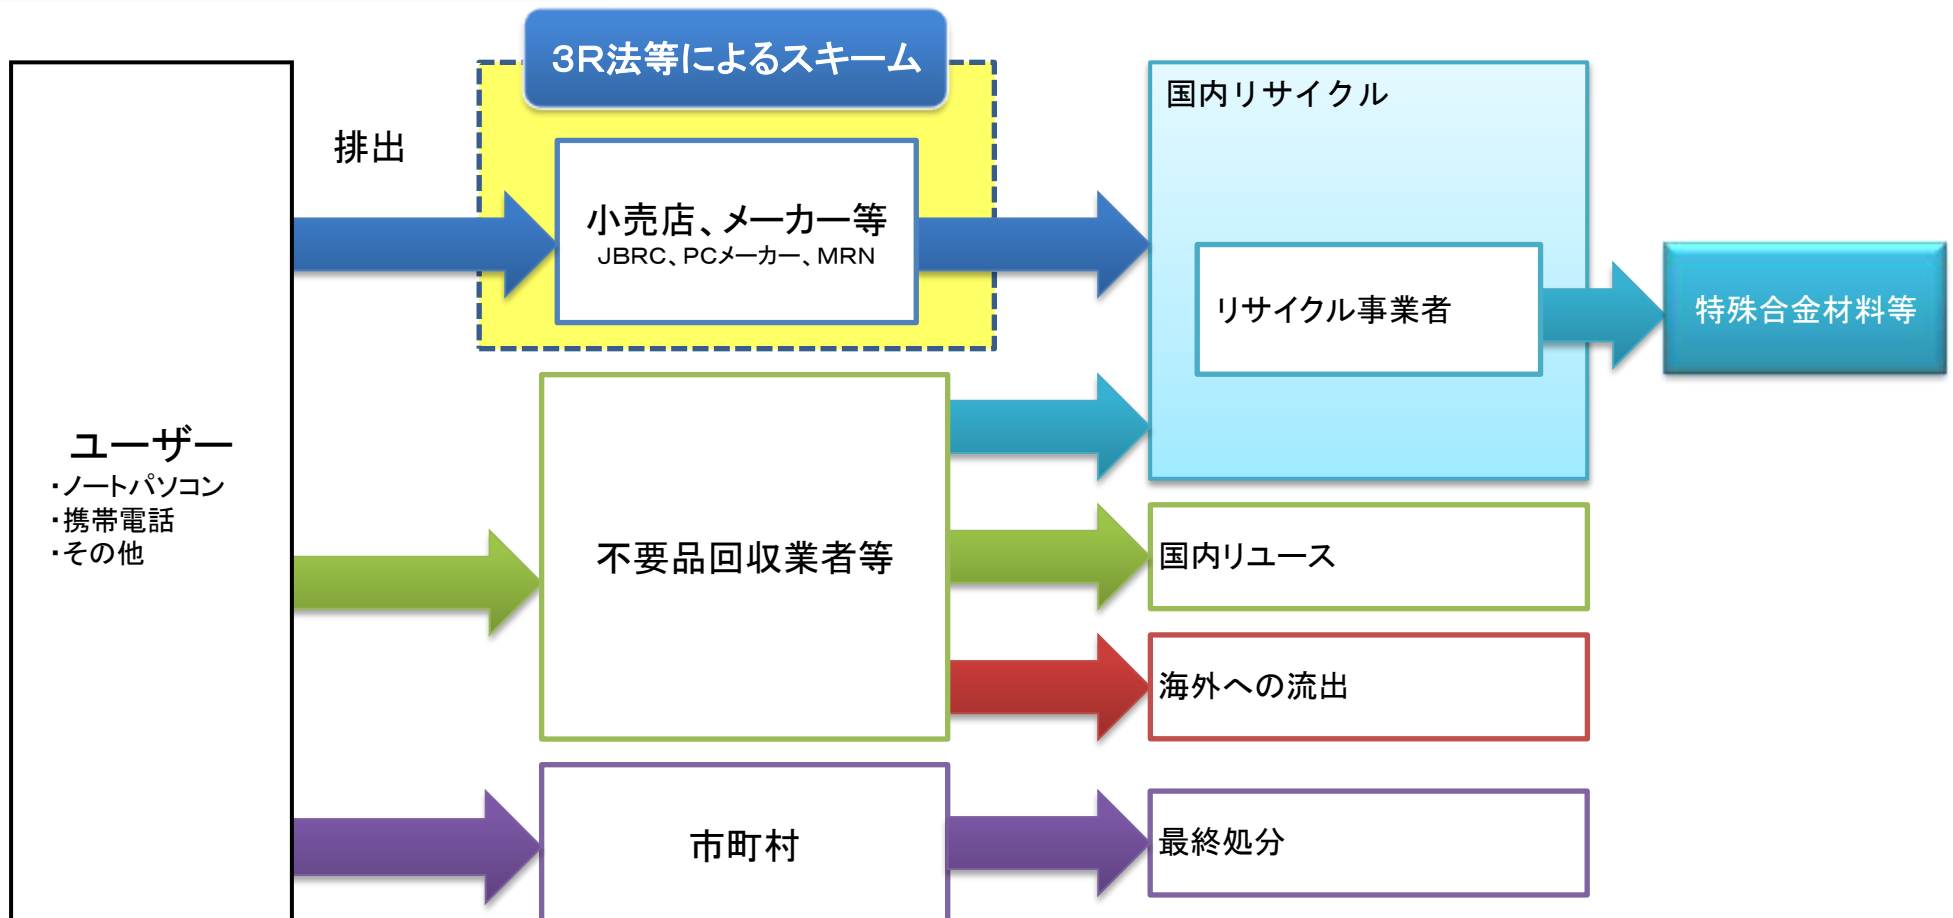 3R法等によるスキーム
排出
小売店、メーカー等
JBRC、PCメーカー、MRN
国内リサイクル
リサイクル事業者
特殊合金材料等
ユーザー
・ノートパソコン
・携帯電話
・その他
不要品回収業者等
国内リユース
海外への流出
市町村
最終処分